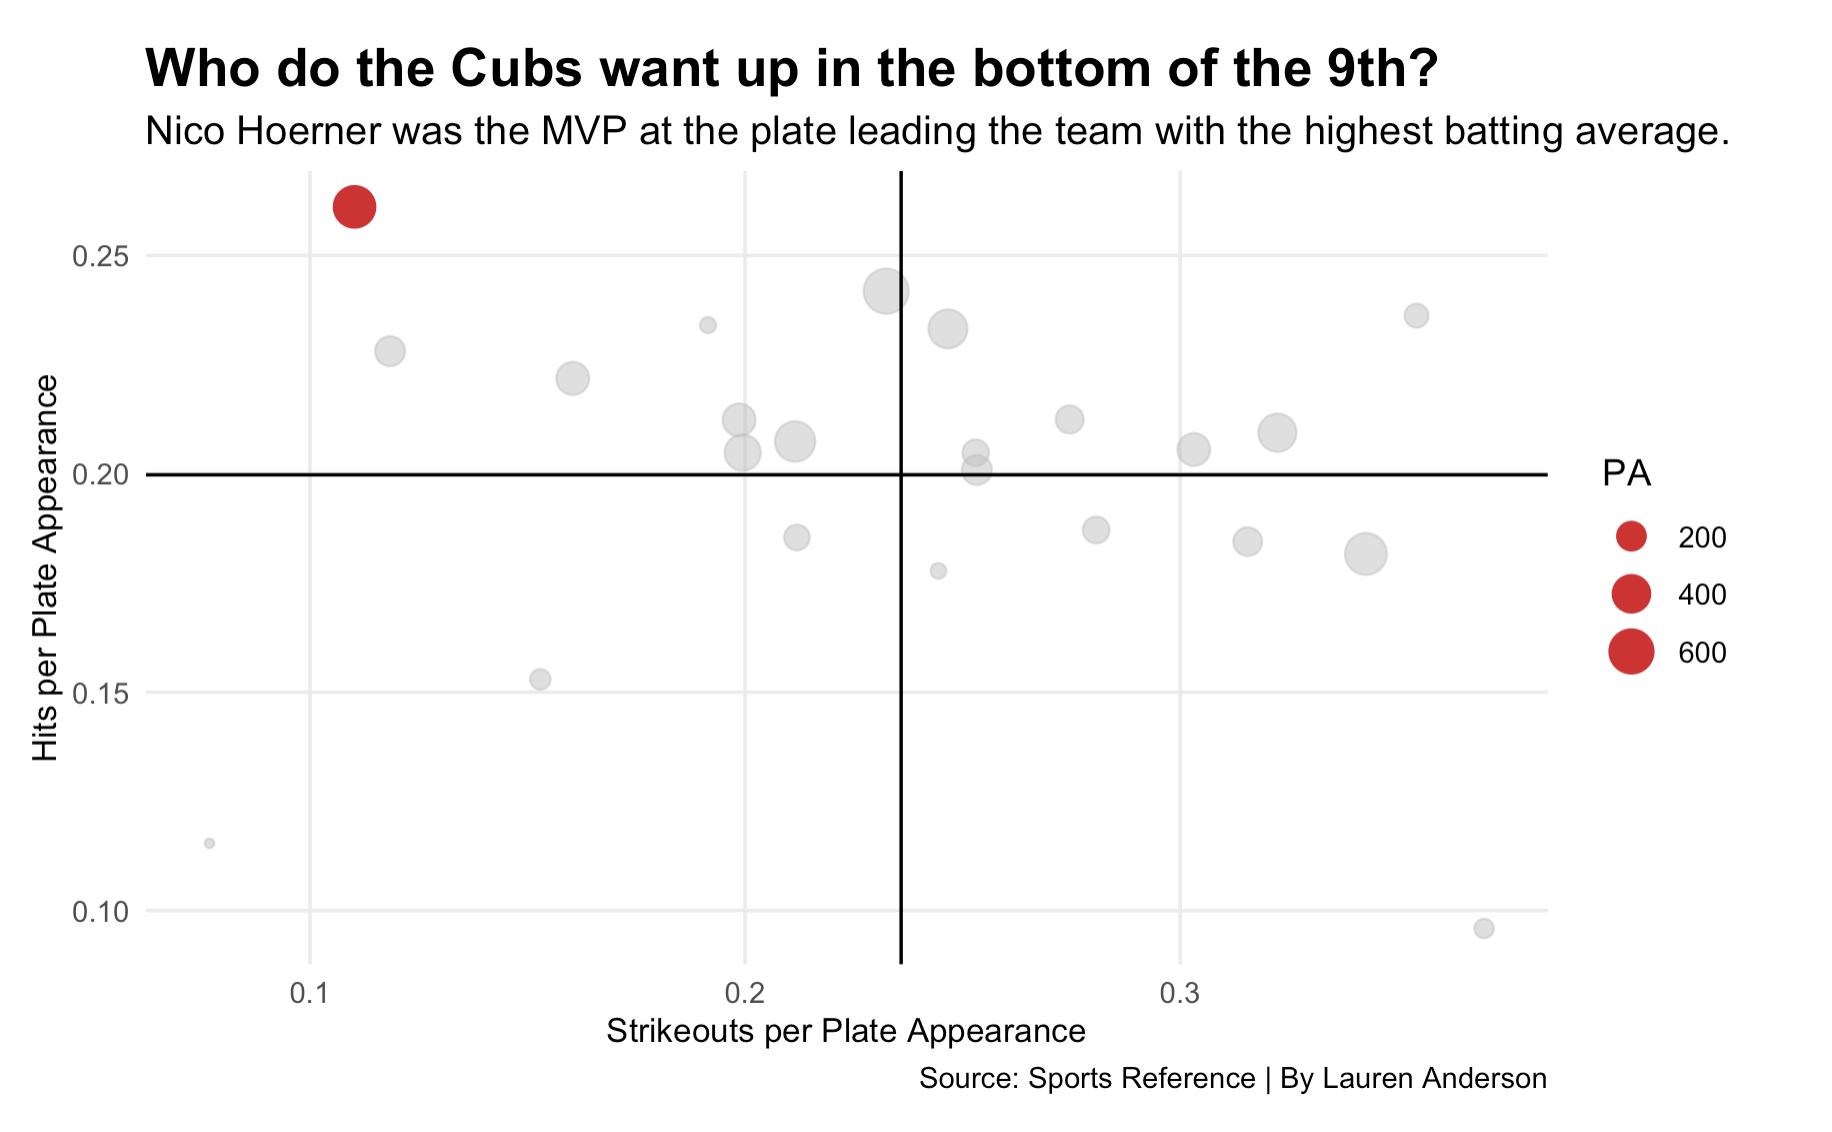 Who do the Cubs want up in the bottom of the 9th?
Nico Hoerner was the MVP at the plate leading the team with the highest batting average.
Hits per Plate Appearance
0.25
0.20
0.15
0.10
0.1
0.2
0.3
Strikeouts per Plate Appearance
PA
200
400
600
Source: Sports Reference | By Lauren Anderson